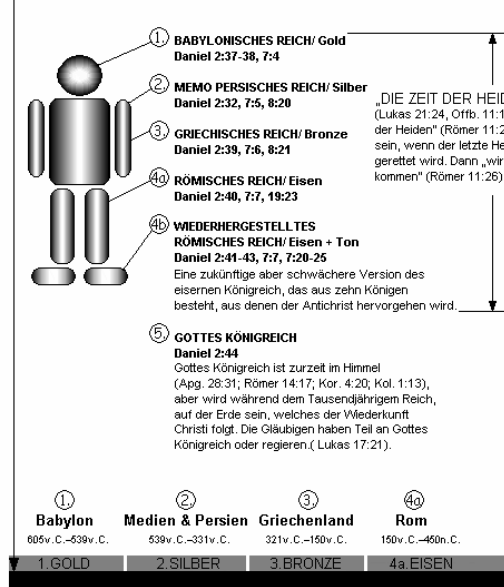 1. BABYLONISCHES REICH/ Gold
Daniel 2:37-38, 7:4
2. MEMO PERSISCHES REICH/ Silber
Daniel 2:32, 7:5, 8:20
3. GRIECHISCHES REICH/ Bronze
Daniel 2:39, 7:6, 8:21
4a RÖMISCHES REICH/ Eisen
Daniel 2:40, 7:7, 19:23
4b WIEDERHERGESTELLTES
RÖMISCHES REICH/ Eisen + Ton
Daniel 2:41-43, 7:7, 7:20-25
Eine zukünftige aber schwächere Version des
eisernen Königreich, das aus zehn Königen
besteht, aus denen der Antichrist hervorgehen wird.
„DIE ZEIT DER HEID
(Lukas 21:24, Offb. 11:1
der Heiden" (Römer 11:2
sein, wenn der letzte He
gerettet wird. Dann „wir
kommen" (Römer 11:26)
5. GOTTES KÖNIGREICH
Daniel 2:44
Gottes Königreich ist zurzeit im Himmel
(Apg. 28:31; Römer 14:17; Kor. 4:20; Kol. 1:13),
aber wird während dem Tausendjährigem Reich,
auf der Erde sein, welches der Wiederkunft
Christi folgt. Die Gläubigen haben Teil an Gottes
Königreich oder regieren.( Lukas 17:21).
1. 2. 3. 4a
Babylon Medien & Persien Griechenland Rom
605v.C.–539v.C. 539v.C.–331v.C. 321v.C.–150v.C. 150v.C.–450n.C.
1.GOLD 2.SILBER 3.BRONZE 4a.EISEN